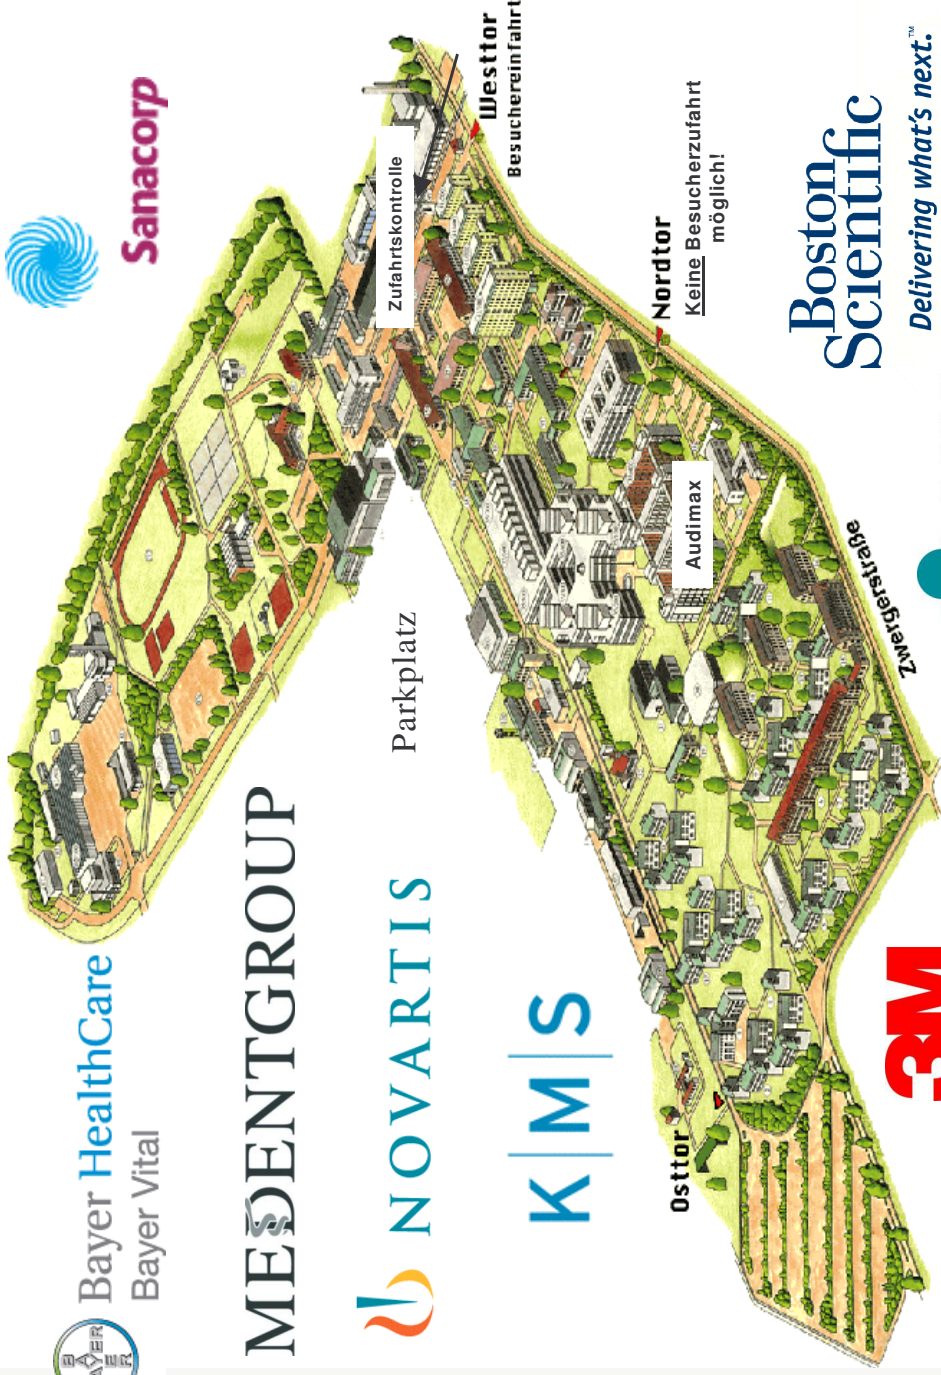 Sanacorp
Westtor
Besuchereinfahrt
Zufahrtskontrolle
Nordtor
Keine Besucherzufahrt
möglich!
Boston
Scientific
Delivering what's next.™
Audimax
Zwergerstraße
Parkplatz
Bayer HealthCare
Bayer Vital
BAYER
MEDENTGROUP
NOVARTIS
K|M|S
Osttor
3M